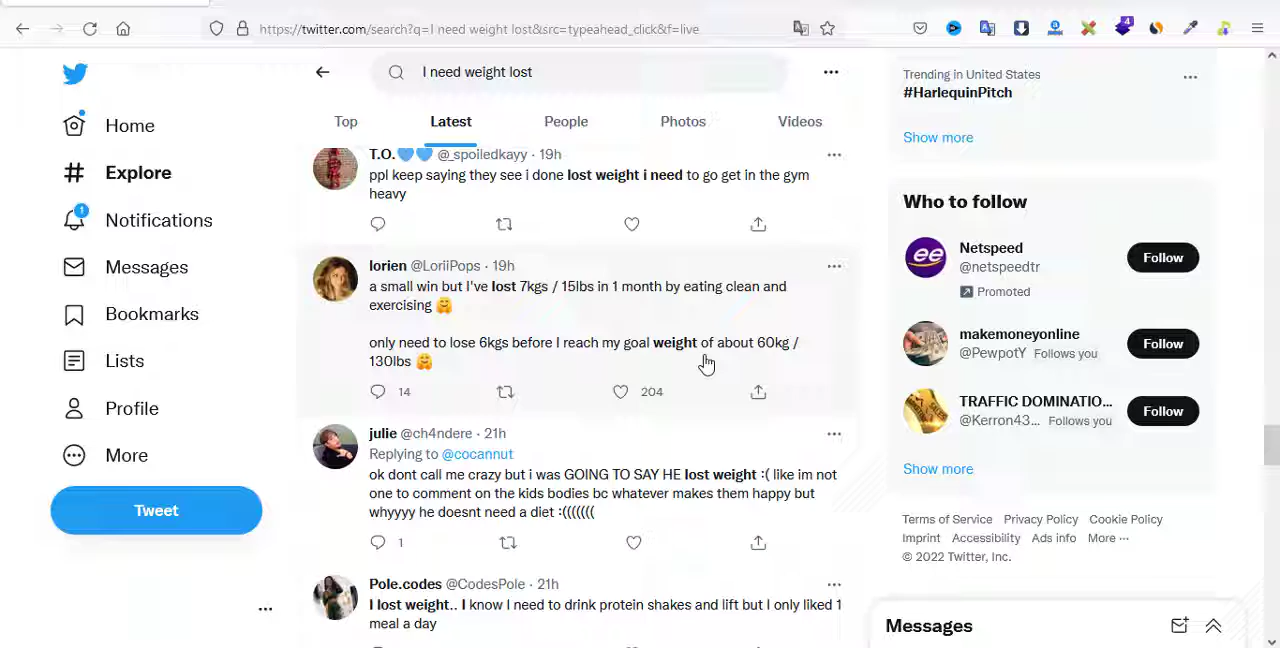 https://twitter.com/search?q=I need weight lost&src=typeahead_click&f=live
4
Home
Explore
1
Notifications
Messages
Bookmarks
Lists
Profile
More
Tweet
I need weight lost
Top Latest People Photos Videos
T.O.💙💙 @_spoiledkayy · 19h
ppl keep saying they see i done lost weight i need to go get in the gym
heavy
lorien @LoriiPops · 19h
a small win but I've lost 7kgs / 15lbs in 1 month by eating clean and
exercising 🤗
only need to lose 6kgs before I reach my goal weight of about 60kg /
130lbs 🤗
14 204
julie @ch4ndere · 21h
Replying to @cocannut
ok dont call me crazy but i was GOING TO SAY HE lost weight :( like im not
one to comment on the kids bodies bc whatever makes them happy but
whyyyy he doesnt need a diet :(((((((
1
Pole.codes @CodesPole · 21h
I lost weight.. I know I need to drink protein shakes and lift but I only liked 1
meal a day
Trending in United States
#HarlequinPitch
Show more
Who to follow
Netspeed
@netspeedtr
Follow
Promoted
makemoneyonline
@PewpotY Follows you
Follow
TRAFFIC DOMINATIO...
@Kerron43... Follows you
Follow
Show more
Terms of Service Privacy Policy Cookie Policy
Imprint Accessibility Ads info More ···
© 2022 Twitter, Inc.
Messages